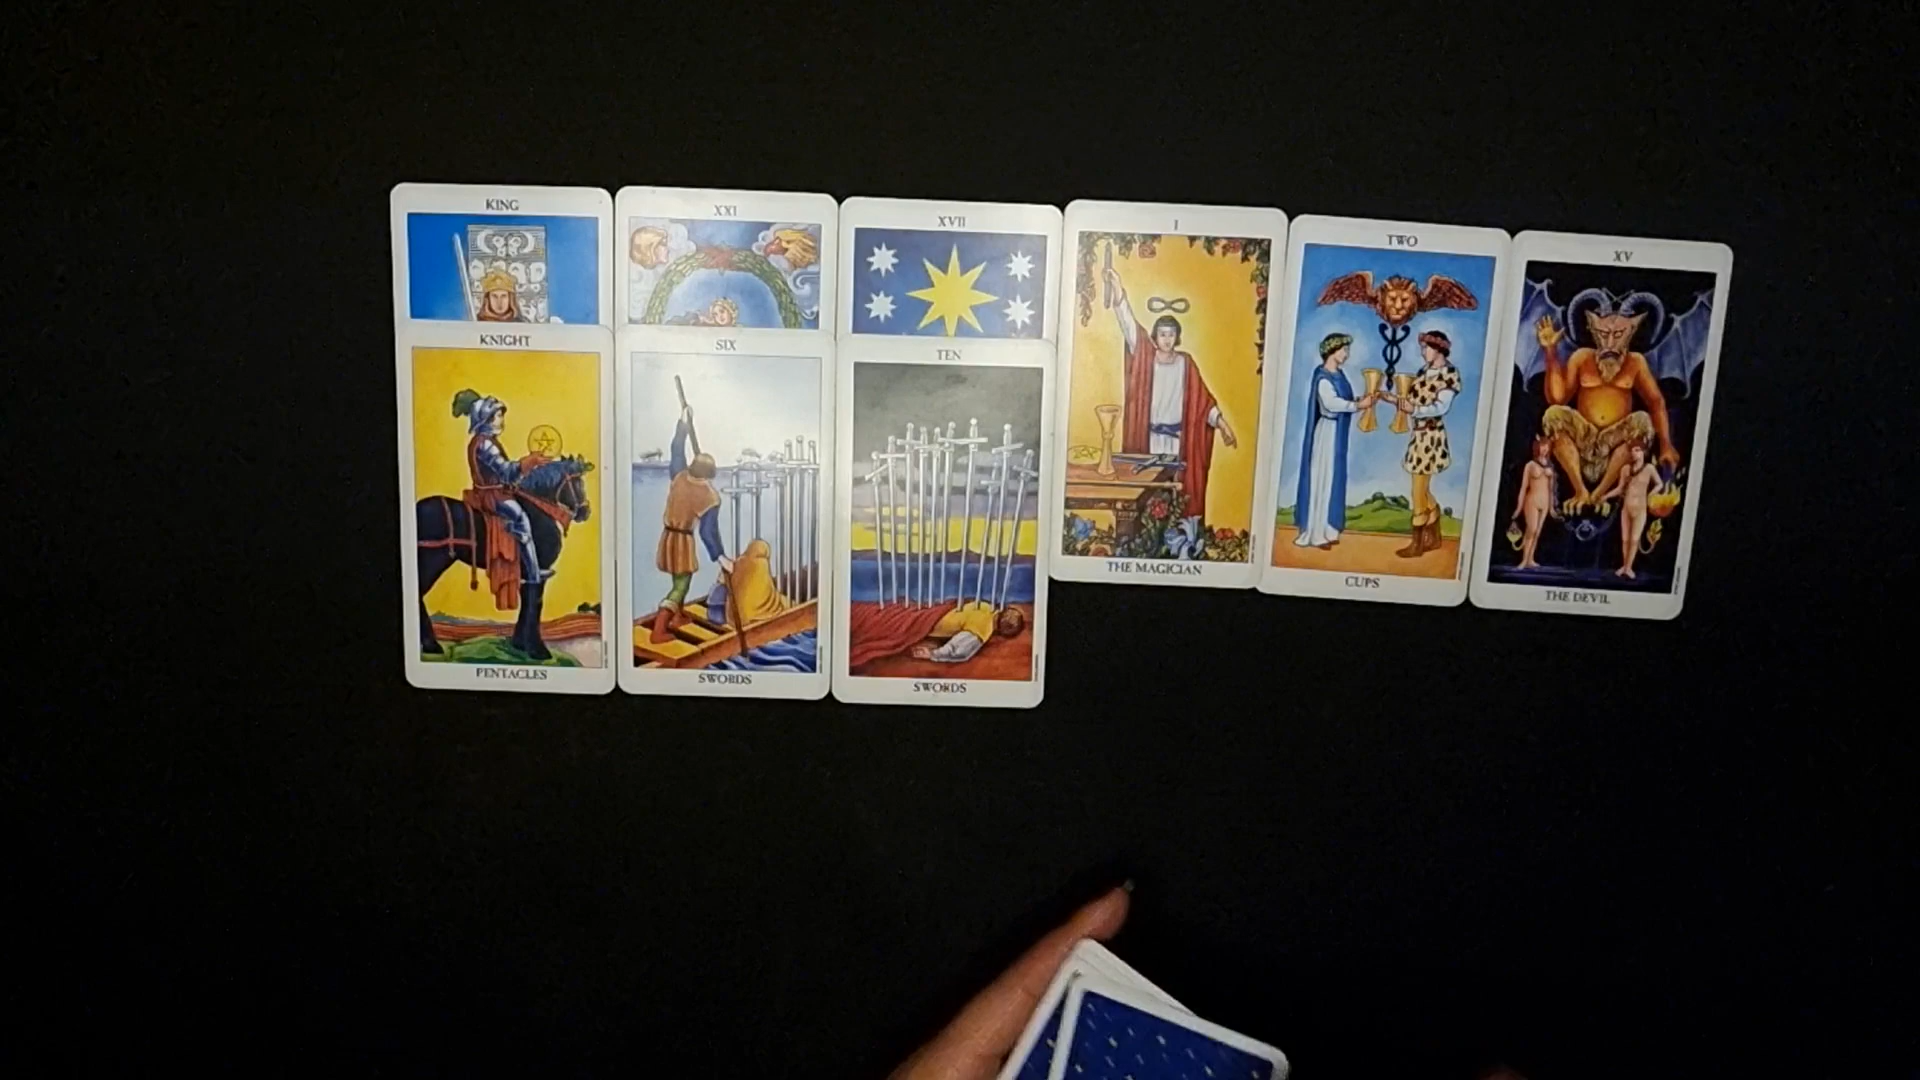 KING
XXI
XVII
I
TWO
XV
KNIGHT
SIX
TEN
THE MAGICIAN
CUPS
THE DEVIL
PENTACLES
SWORDS
SWORDS